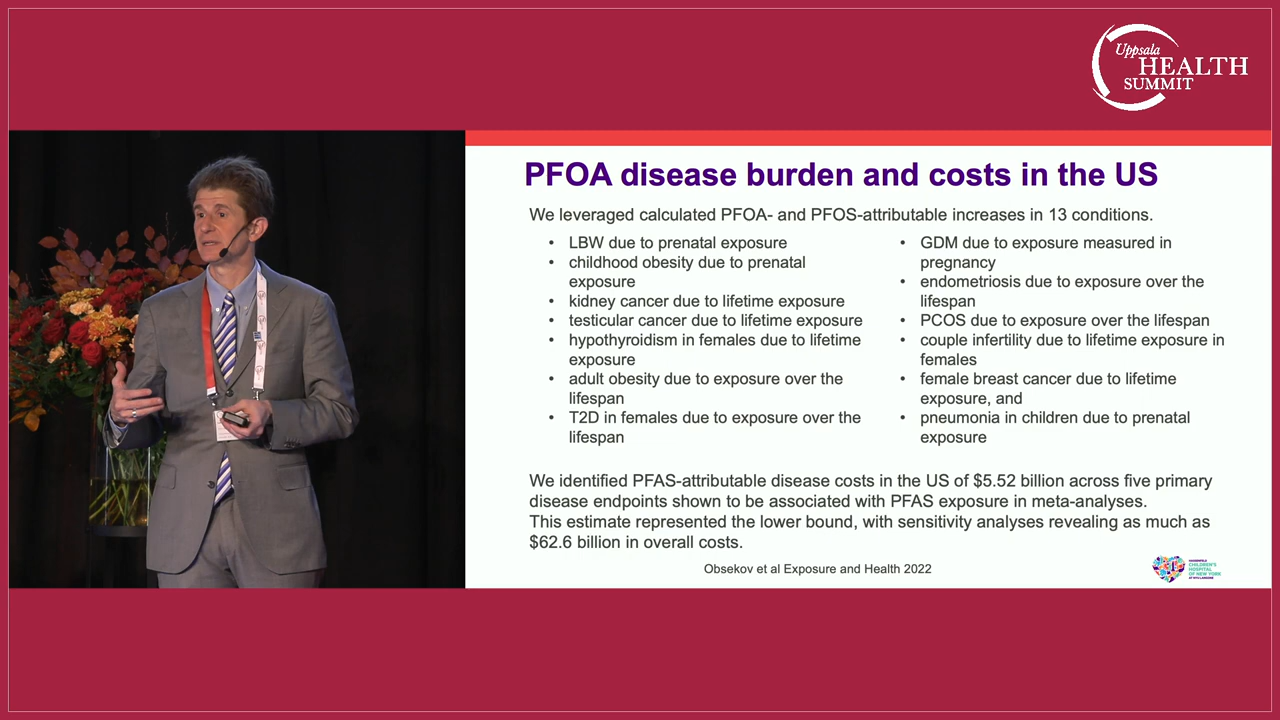 Uppsala
HEALTH
SUMMIT
PFOA disease burden and costs in the US
We leveraged calculated PFOA- and PFOS-attributable increases in 13 conditions.
• LBW due to prenatal exposure
• childhood obesity due to prenatal
exposure
• kidney cancer due to lifetime exposure
• testicular cancer due to lifetime exposure
• hypothyroidism in females due to lifetime
exposure
• adult obesity due to exposure over the
lifespan
• T2D in females due to exposure over the
lifespan
• GDM due to exposure measured in
pregnancy
• endometriosis due to exposure over the
lifespan
• PCOS due to exposure over the lifespan
• couple infertility due to lifetime exposure in
females
• female breast cancer due to lifetime
exposure, and
• pneumonia in children due to prenatal
exposure
We identified PFAS-attributable disease costs in the US of $5.52 billion across five primary
disease endpoints shown to be associated with PFAS exposure in meta-analyses.
This estimate represented the lower bound, with sensitivity analyses revealing as much as
$62.6 billion in overall costs.
Obsekov et al Exposure and Health 2022
CHILDREN'S
HOSPITAL
OF NEW YORK